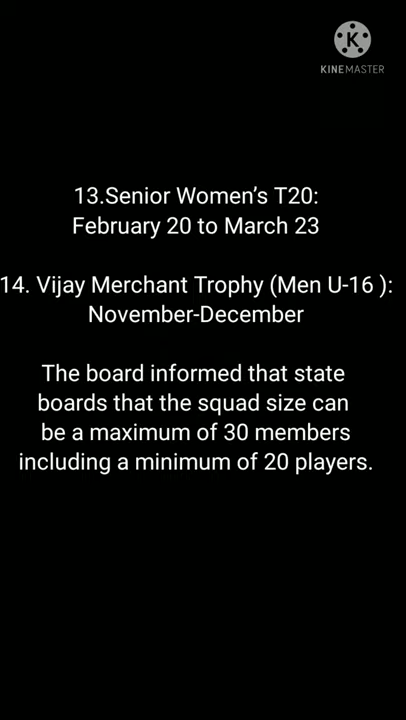 KINEMASTER
13.Senior Women’s T20:
February 20 to March 23
14. Vijay Merchant Trophy (Men U-16 ):
November-December
The board informed that state
boards that the squad size can
be a maximum of 30 members
including a minimum of 20 players.